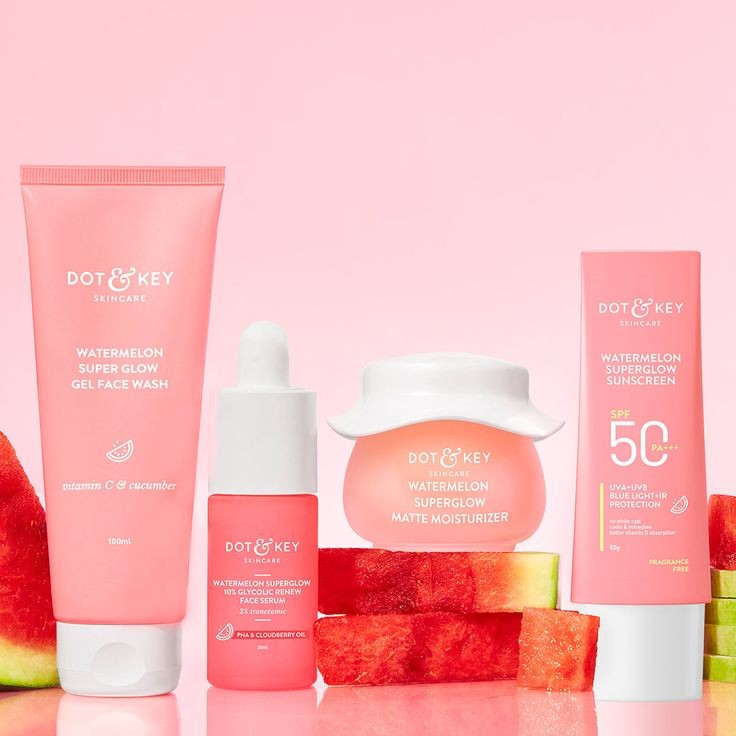 DOT & KEY
SKINCARE
WATERMELON
SUPER GLOW
GEL FACE WASH
vitamin C & cucumber
100ml
DOT & KEY
SKINCARE
WATERMELON SUPERGLOW
10% GLYCOLIC RENEW
FACE SERUM
2% tranexamic
PHA & CLOUDBERRY OIL
30ml
DOT & KEY
SKINCARE
WATERMELON
SUPERGLOW
MATTE MOISTURIZER
DOT & KEY
SKINCARE
WATERMELON
SUPERGLOW
SUNSCREEN
SPF
50 PA+++
UVA+UVB
BLUE LIGHT+IR
PROTECTION
no white cast
cools & refreshes
better vitamin D absorption
50g
FRAGRANCE
FREE